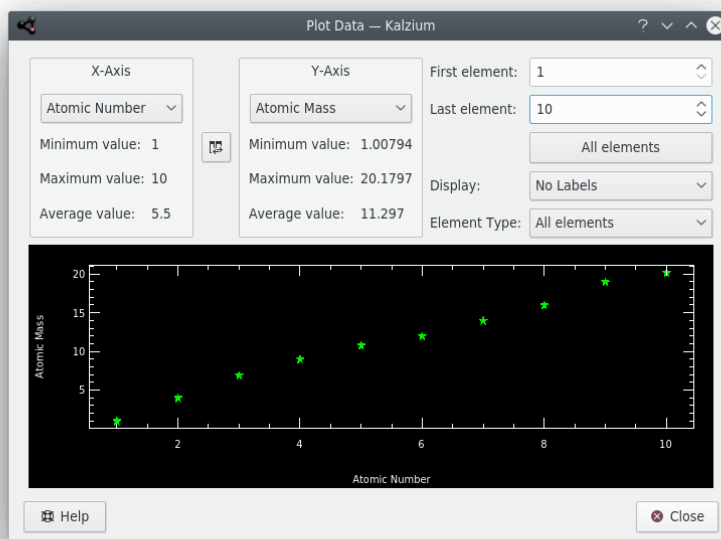 Plot Data — Kalzium
?
X-Axis
Atomic Number
Minimum value: 1
Maximum value: 10
Average value: 5.5
Y-Axis
Atomic Mass
Minimum value: 1.00794
Maximum value: 20.1797
Average value: 11.297
First element: 1
Last element: 10
All elements
Display: No Labels
Element Type: All elements
Atomic Mass
20
15
10
5
2 4 6 8 10
Atomic Number
Help
Close